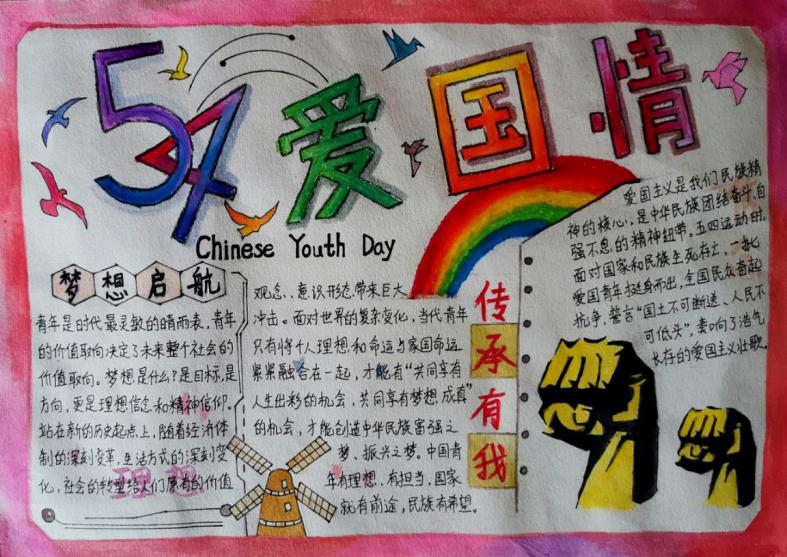 54爱国情
Chinese Youth Day
梦想启航
青年是时代最灵敏的晴雨表，青年
的价值取向决定了未来整个社会的
价值取向。梦想是什么？是目标，是
方向，更是理想信念和精神信仰。
站在新的历史起点上，随着经济体
制的深刻变革，生活方式的深刻变
化，社会的转型给人们原有的价值
理想
观念、意识形态带来巨大
冲击。面对世界的复杂变化，当代青年
只有将个人理想和命运与家国命运
紧紧融合在一起，才能有“共同享有
人生出彩的机会，共同享有梦想成真”
的机会，才能创造中华民族富强之
梦、振兴之梦。中国青
年有理想、有担当，国家
就有前途，民族有希望。
传承有我
爱国主义是我们民族精
神的核心，是中华民族团结奋斗、自
强不息的精神纽带。五四运动时，
面对国家和民族生死存亡，一批
爱国青年挺身而出，全国民众奋起
抗争，誓言“国土不可断送、人民不
可低头”，奏响了浩气
长存的爱国主义壮歌